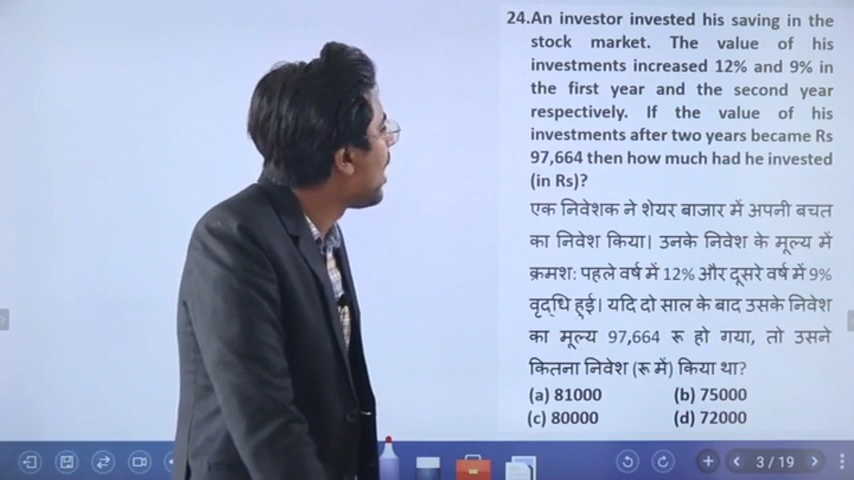 24.An investor invested his saving in the
stock market. The value of his
investments increased 12% and 9% in
the first year and the second year
respectively. If the value of his
investments after two years became Rs
97,664 then how much had he invested
(in Rs)?
एक निवेशक ने शेयर बाजार में अपनी बचत
का निवेश किया। उनके निवेश के मूल्य में
क्रमश: पहले वर्ष में 12% और दूसरे वर्ष में 9%
वृद्धि हुई। यदि दो साल के बाद उसके निवेश
का मूल्य 97,664 रू हो गया, तो उसने
कितना निवेश (रू में) किया था?
(a) 81000 (b) 75000
(c) 80000 (d) 72000
3 / 19